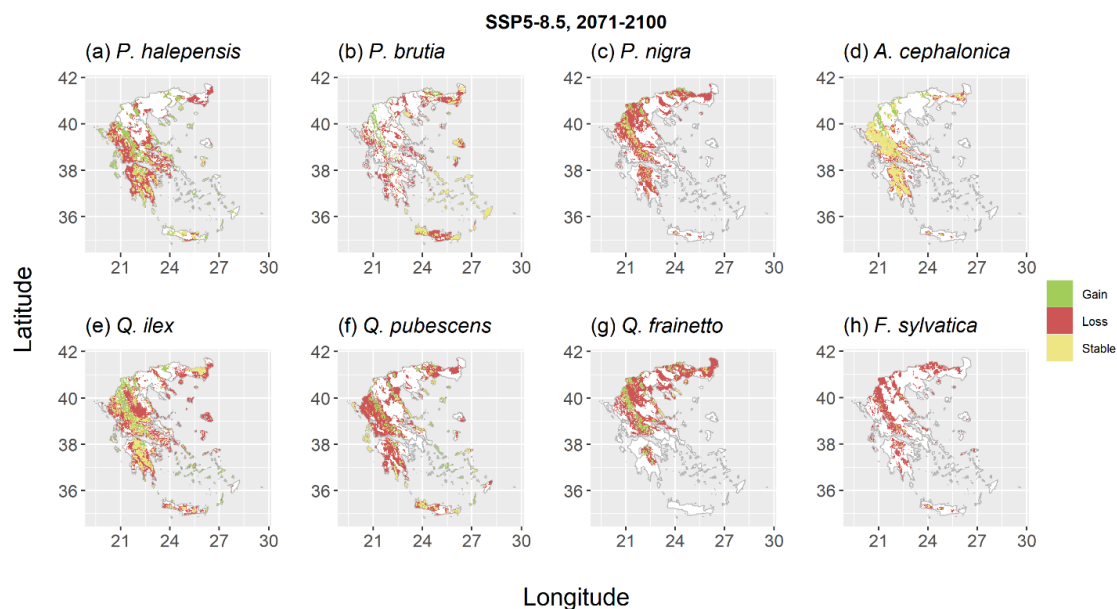 SSP5-8.5, 2071-2100
(a) P. halepensis
(b) P. brutia
(c) P. nigra
(d) A. cephalonica
42
40
38
36
21 24 27 30
21 24 27 30
21 24 27 30
21 24 27 30
Latitude
Gain
Loss
Stable
(e) Q. ilex
(f) Q. pubescens
(g) Q. frainetto
(h) F. sylvatica
42
40
38
36
21 24 27 30
21 24 27 30
21 24 27 30
21 24 27 30
Longitude